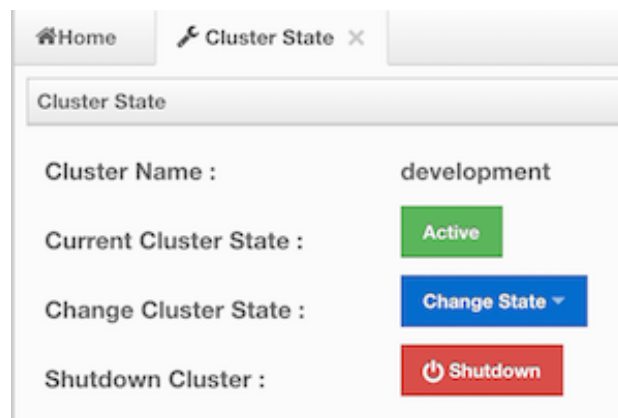 Home Cluster State
Cluster State
Cluster Name : development
Current Cluster State : Active
Change Cluster State : Change State
Shutdown Cluster : Shutdown